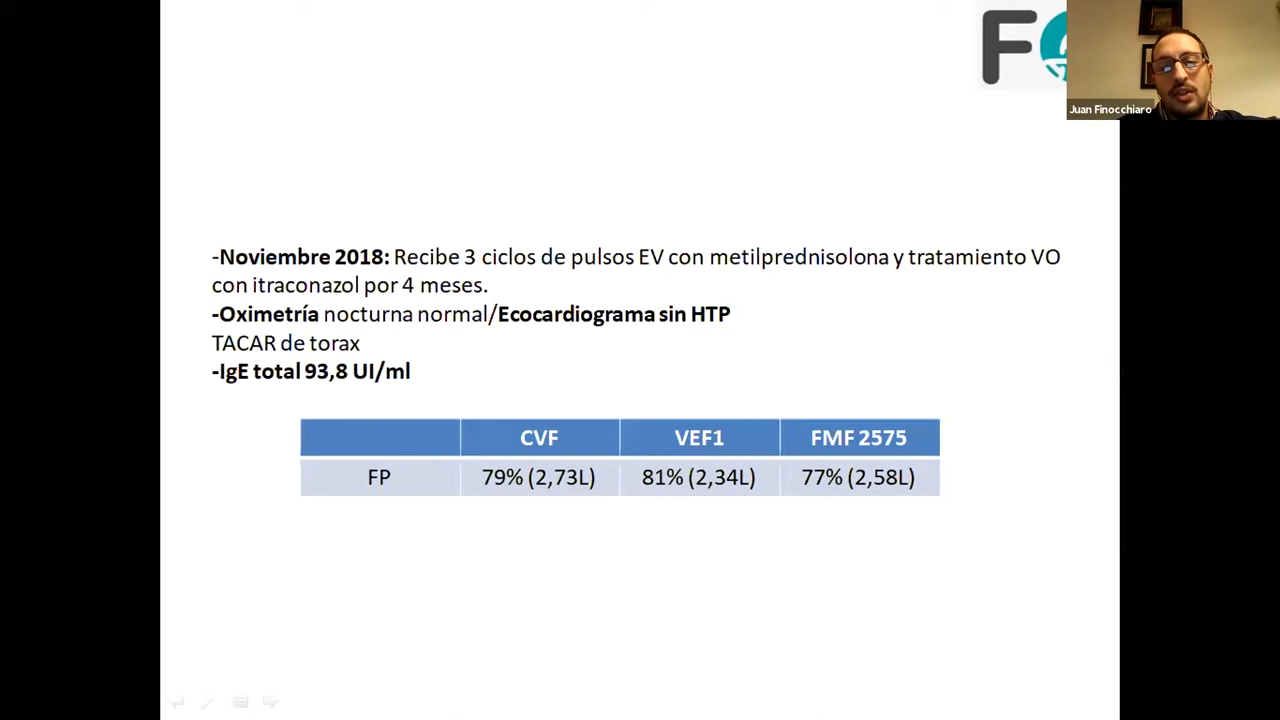 F
Juan Finocchiaro
-Noviembre 2018: Recibe 3 ciclos de pulsos EV con metilprednisolona y tratamiento VO
con itraconazol por 4 meses.
-Oximetría nocturna normal/Ecocardiograma sin HTP
TACAR de torax
-IgE total 93,8 UI/ml
CVF VEF1 FMF 2575
FP 79% (2,73L) 81% (2,34L) 77% (2,58L)